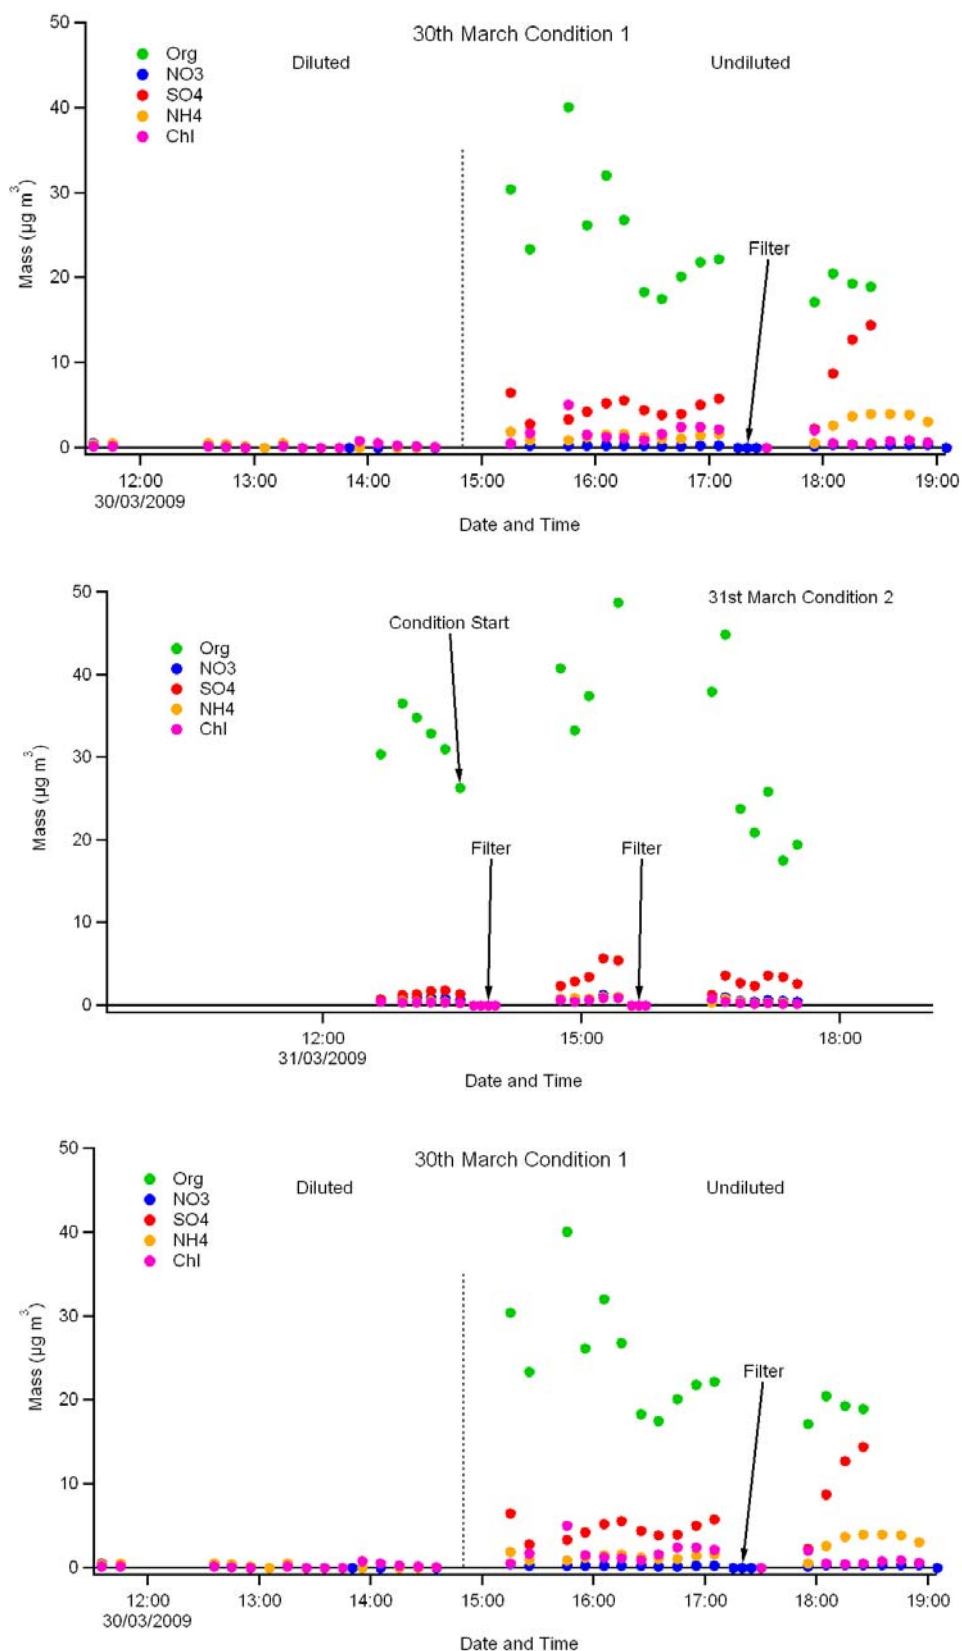 30th March Condition 1
Diluted
Undiluted
Org
NO3
SO4
NH4
Chl
Filter
50
40
30
20
10
0
Mass (µg m³)
12:00
13:00
14:00
15:00
16:00
17:00
18:00
19:00
30/03/2009
Date and Time
31st March Condition 2
Condition Start
Org
NO3
SO4
NH4
Chl
Filter
Filter
50
40
30
20
10
0
Mass (µg m³)
12:00
15:00
18:00
31/03/2009
Date and Time
30th March Condition 1
Diluted
Undiluted
Org
NO3
SO4
NH4
Chl
Filter
50
40
30
20
10
0
Mass (µg m³)
12:00
13:00
14:00
15:00
16:00
17:00
18:00
19:00
30/03/2009
Date and Time